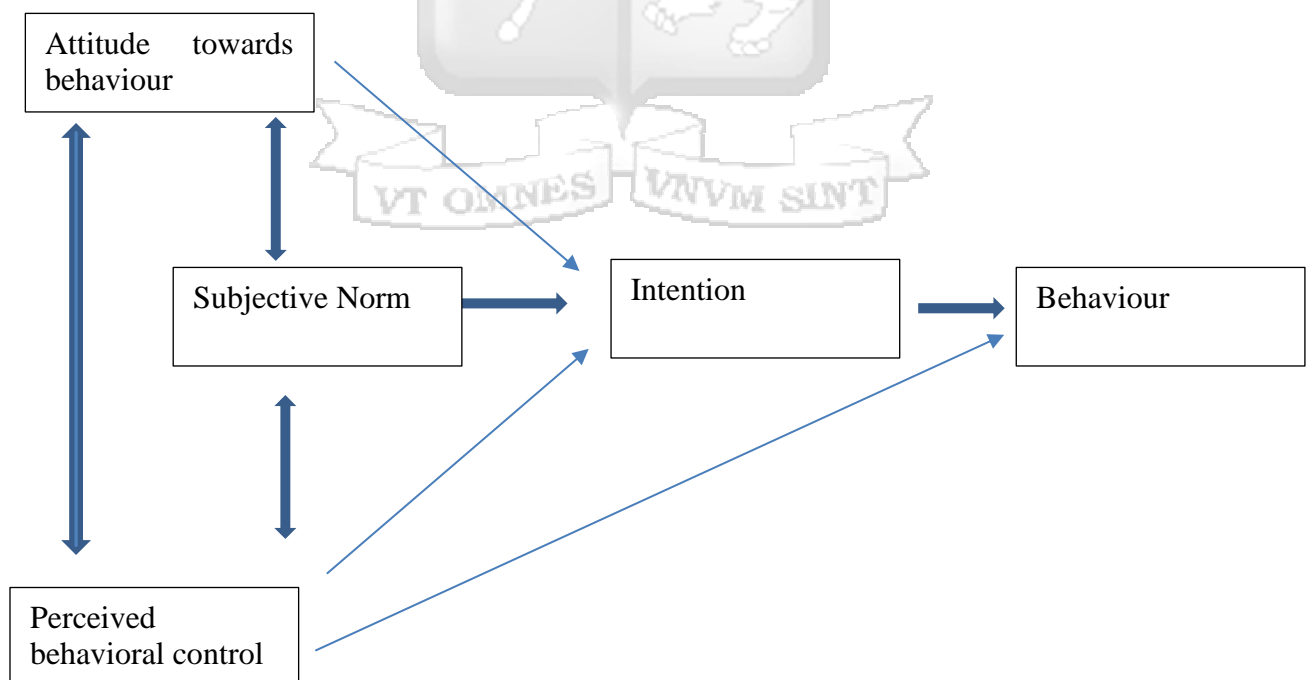 Attitude towards
behaviour
VT OMNES VNVM SINT
Subjective Norm
Intention
Behaviour
Perceived
behavioral control